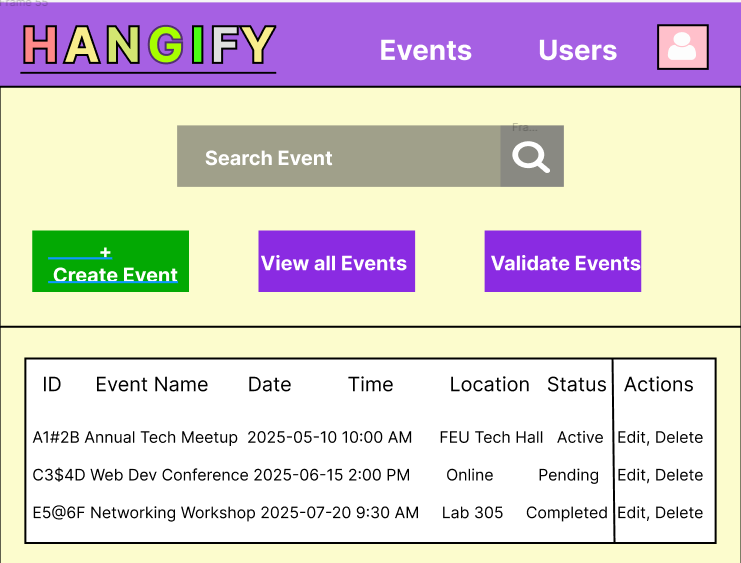 Frame 55
HANGIFY Events Users
Fra...
Search Event
+
Create Event
View all Events
Validate Events
ID Event Name Date Time Location Status Actions
A1#2B Annual Tech Meetup 2025-05-10 10:00 AM FEU Tech Hall Active Edit, Delete
C3$4D Web Dev Conference 2025-06-15 2:00 PM Online Pending Edit, Delete
E5@6F Networking Workshop 2025-07-20 9:30 AM Lab 305 Completed Edit, Delete